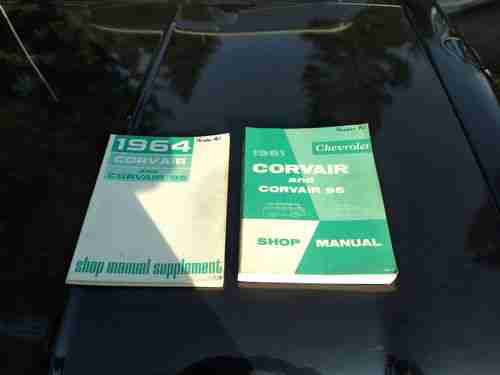 1964
CORVAIR
AND
CORVAIR 95
shop manual supplement
1961
Chevrolet
CORVAIR
and
CORVAIR 95
SHOP MANUAL